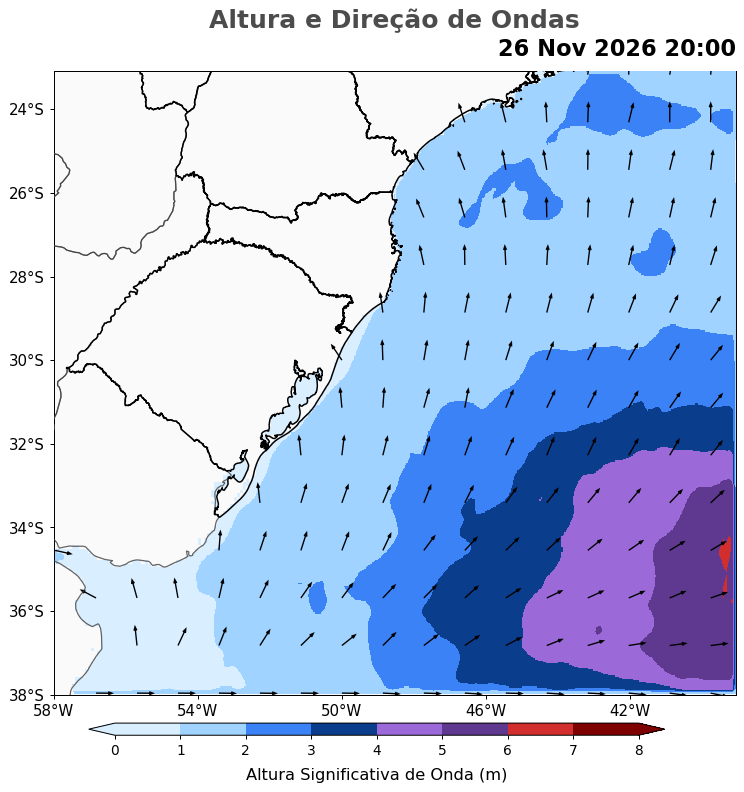 Altura e Direção de Ondas
26 Nov 2026 20:00
24°S
26°S
28°S
30°S
32°S
34°S
36°S
38°S
58°W 54°W 50°W 46°W 42°W
0 1 2 3 4 5 6 7 8
Altura Significativa de Onda (m)